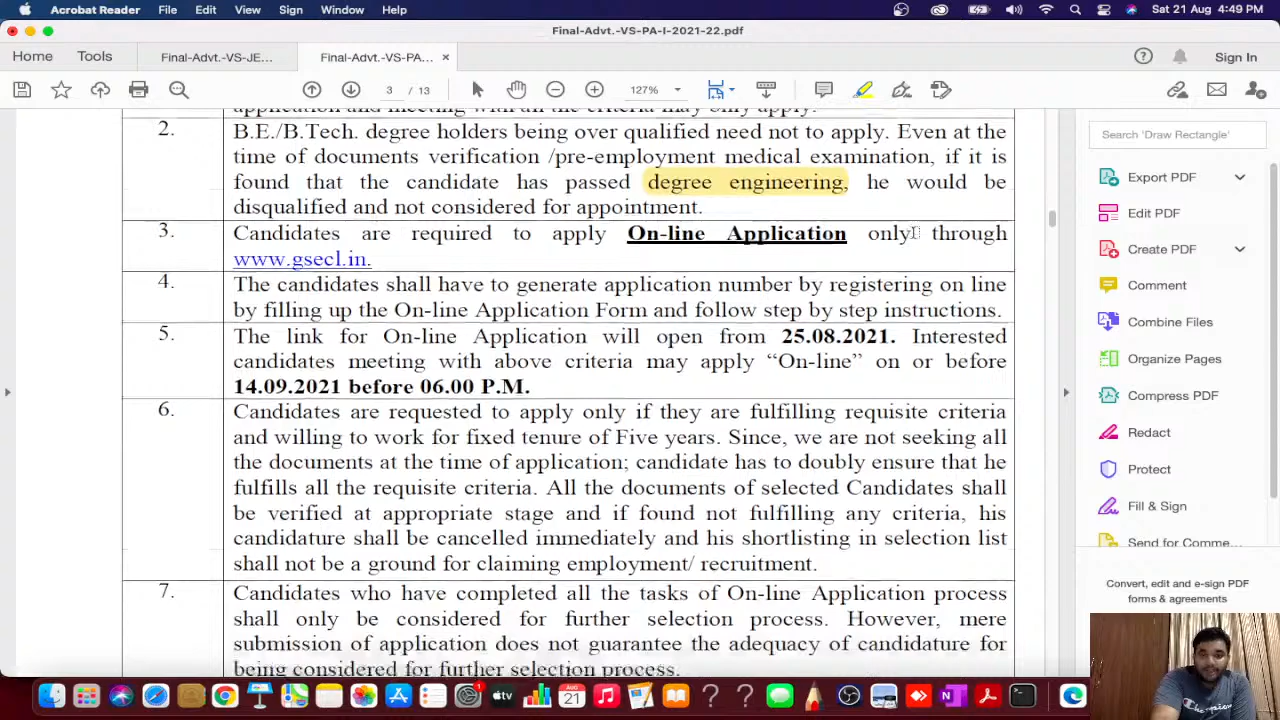 Acrobat Reader File Edit View Sign Window Help Sat 21 Aug 4:49 PM
Final-Advt.-VS-PA-I-2021-22.pdf
Home Tools Final-Advt.-VS-JE... Final-Advt.-VS-PA... × Sign In
3 / 13 127%
application and meeting with all the criteria may only apply.
2. B.E./B.Tech. degree holders being over qualified need not to apply. Even at the
time of documents verification /pre-employment medical examination, if it is
found that the candidate has passed degree engineering, he would be
disqualified and not considered for appointment.
3. Candidates are required to apply On-line Application only through
www.gsecl.in.
4. The candidates shall have to generate application number by registering on line
by filling up the On-line Application Form and follow step by step instructions.
5. The link for On-line Application will open from 25.08.2021. Interested
candidates meeting with above criteria may apply “On-line” on or before
14.09.2021 before 06.00 P.M.
6. Candidates are requested to apply only if they are fulfilling requisite criteria
and willing to work for fixed tenure of Five years. Since, we are not seeking all
the documents at the time of application; candidate has to doubly ensure that he
fulfills all the requisite criteria. All the documents of selected Candidates shall
be verified at appropriate stage and if found not fulfilling any criteria, his
candidature shall be cancelled immediately and his shortlisting in selection list
shall not be a ground for claiming employment/ recruitment.
7. Candidates who have completed all the tasks of On-line Application process
shall only be considered for further selection process. However, mere
submission of application does not guarantee the adequacy of candidature for
being considered for further selection process.
Search 'Draw Rectangle'
Export PDF
Edit PDF
Create PDF
Comment
Combine Files
Organize Pages
Compress PDF
Redact
Protect
Fill & Sign
Send for Comme...
Convert, edit and e-sign PDF
forms & agreements
AUG
21
tv
Champion